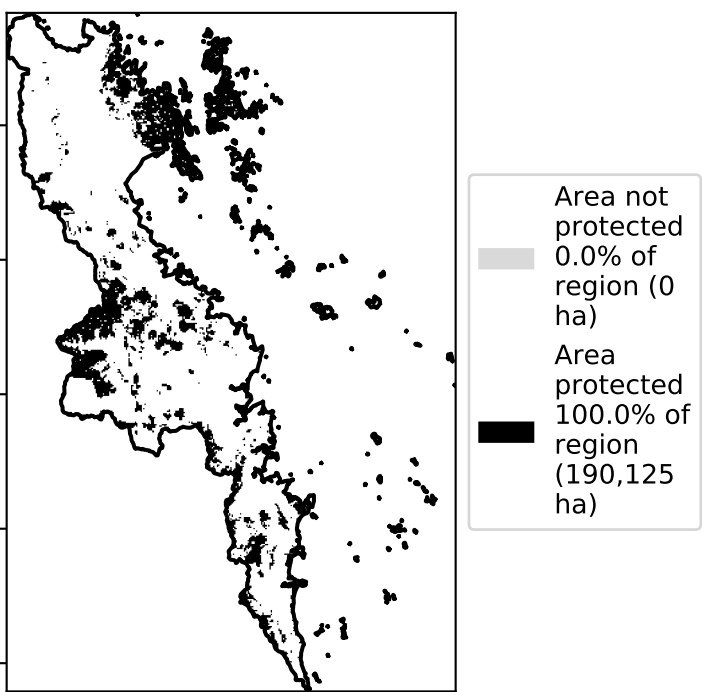 Area not
protected
0.0% of
region (0
ha)
Area
protected
100.0% of
region
(190,125
ha)